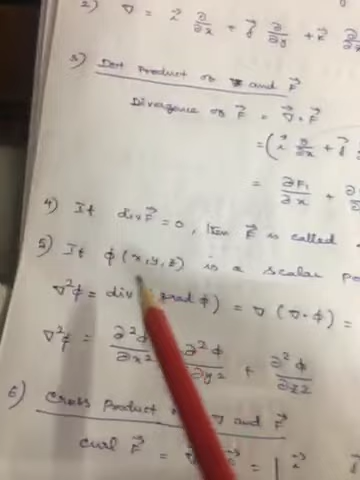 2) ∇ = i⃗ ∂/∂x + j⃗ ∂/∂y + k⃗
3) Dot Product of ∇ and F⃗
Divergence of F⃗ = ∇⃗ · F⃗
= (i⃗ ∂/∂x + j⃗
= ∂F₁/∂x +
4) If div F⃗ = 0, then F⃗ is called
5) If ϕ (x, y, z) is a scalar
∇²ϕ = div grad ϕ) = ∇ (∇ · ϕ) =
∇²ϕ = ∂²ϕ/∂x² ∂²ϕ/∂y² + ∂²ϕ/∂z²
6) Cross Product and F⃗
Curl F⃗ = = | i⃗